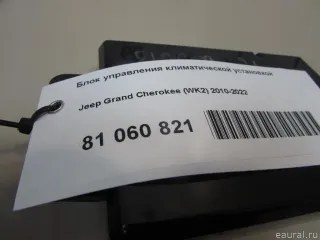 Блок управления климатической установкой
Jeep Grand Cherokee (WK2) 2010-2022
81 060 821
eaural.ru